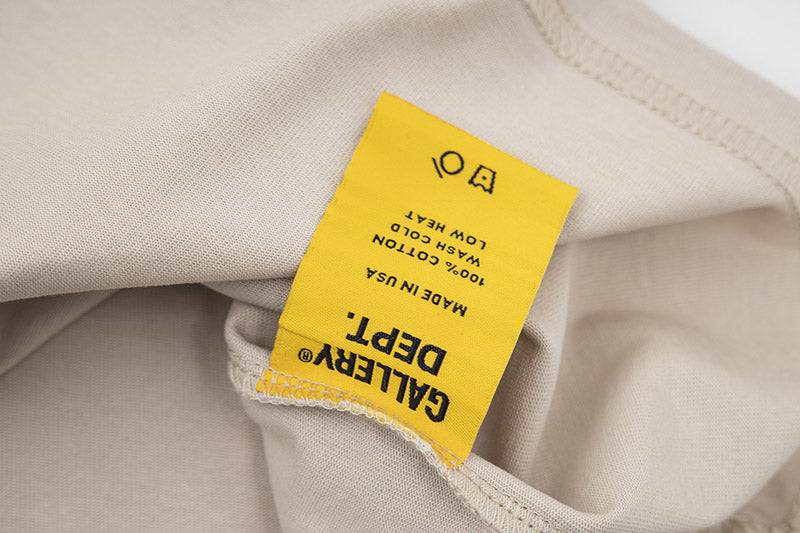 GALLERY®
DEPT.
MADE IN USA
100% COTTON
WASH COLD
LOW HEAT